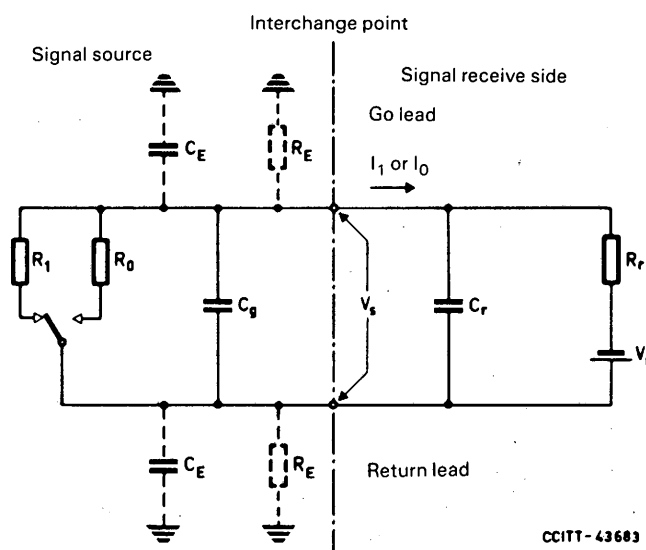 Interchange point
Signal source
Signal receive side
Go lead
C_E
R_E
I_1 or I_0
R_1
R_0
C_g
V_s
C_r
R_r
C_E
R_E
Return lead
CCITT-43683